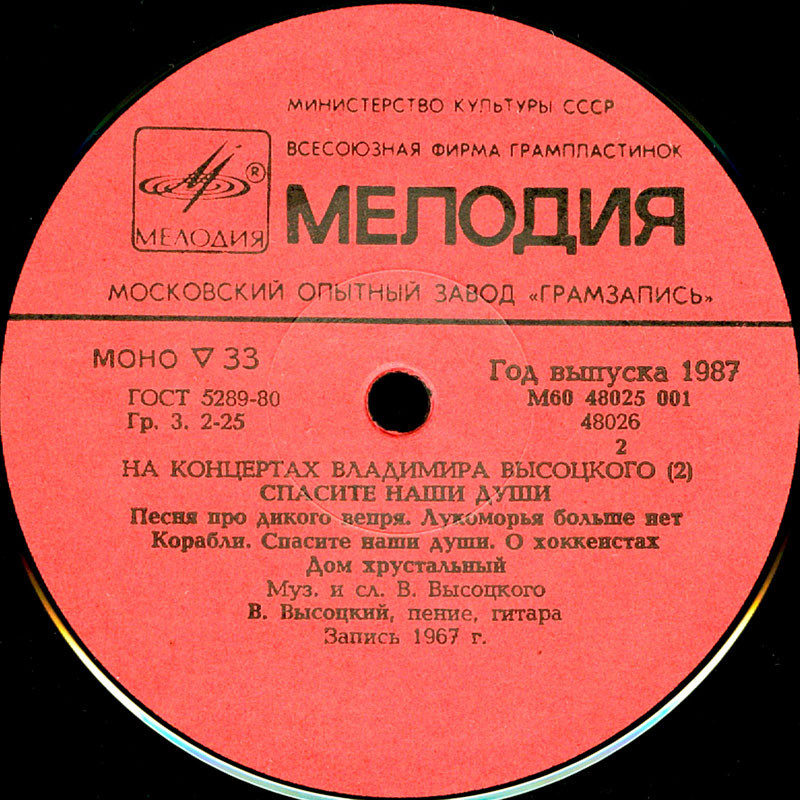 МИНИСТЕРСТВО КУЛЬТУРЫ СССР
ВСЕСОЮЗНАЯ ФИРМА ГРАМПЛАСТИНОК
®
МЕЛОДИЯ
МЕЛОДИЯ
МОСКОВСКИЙ ОПЫТНЫЙ ЗАВОД «ГРАМЗАПИСЬ»
МОНО ▽ 33
Год выпуска 1987
ГОСТ 5289-80
М60 48025 001
Гр. 3. 2-25
48026
2
НА КОНЦЕРТАХ ВЛАДИМИРА ВЫСОЦКОГО (2)
СПАСИТЕ НАШИ ДУШИ
Песня про дикого вепря. Лукоморья больше нет
Корабли. Спасите наши души. О хоккеистах
Дом хрустальный
Муз. и сл. В. Высоцкого
В. Высоцкий, пение, гитара
Запись 1967 г.